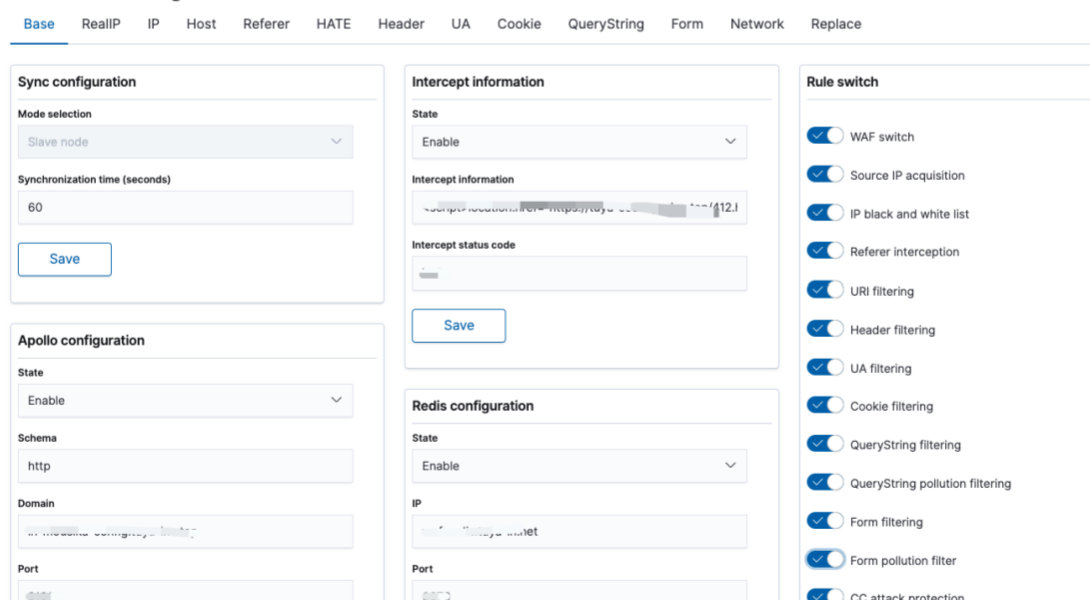 Base RealIP IP Host Referer HATE Header UA Cookie QueryString Form Network Replace
Sync configuration
Mode selection
Slave node
Synchronization time (seconds)
60
Save
Apollo configuration
State
Enable
Schema
http
Domain
Port
Intercept information
State
Enable
Intercept information
/412.
Intercept status code
Save
Redis configuration
State
Enable
IP
.net
Port
Rule switch
WAF switch
Source IP acquisition
IP black and white list
Referer interception
URI filtering
Header filtering
UA filtering
Cookie filtering
QueryString filtering
QueryString pollution filtering
Form filtering
Form pollution filter
CC attack protection